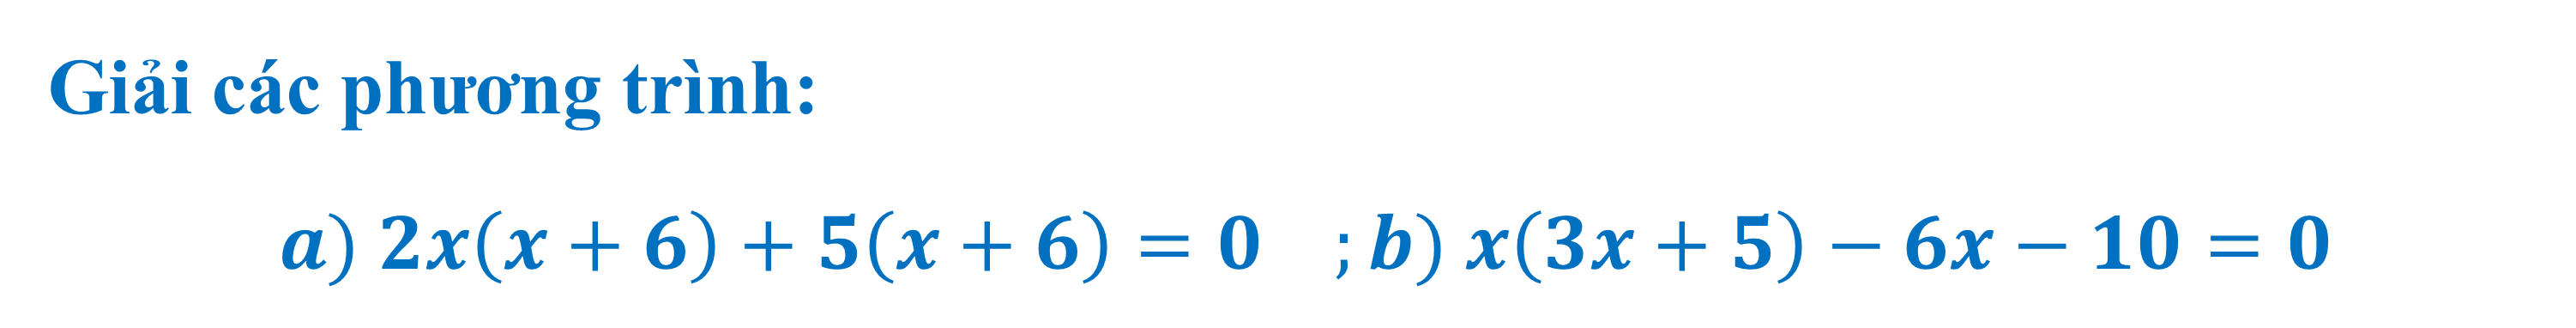 Giải các phương trình:
a) 2x(x + 6) + 5(x + 6) = 0 ; b) x(3x + 5) − 6x − 10 = 0